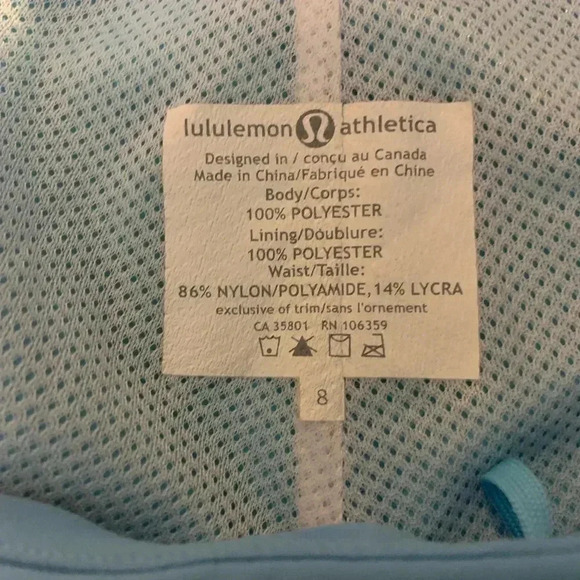 lululemon athletica
Designed in / conçu au Canada
Made in China/Fabriqué en Chine
Body/Corps:
100% POLYESTER
Lining/Doublure:
100% POLYESTER
Waist/Taille:
86% NYLON/POLYAMIDE,14% LYCRA
exclusive of trim/sans l'ornement
CA 35801 RN 106359
8